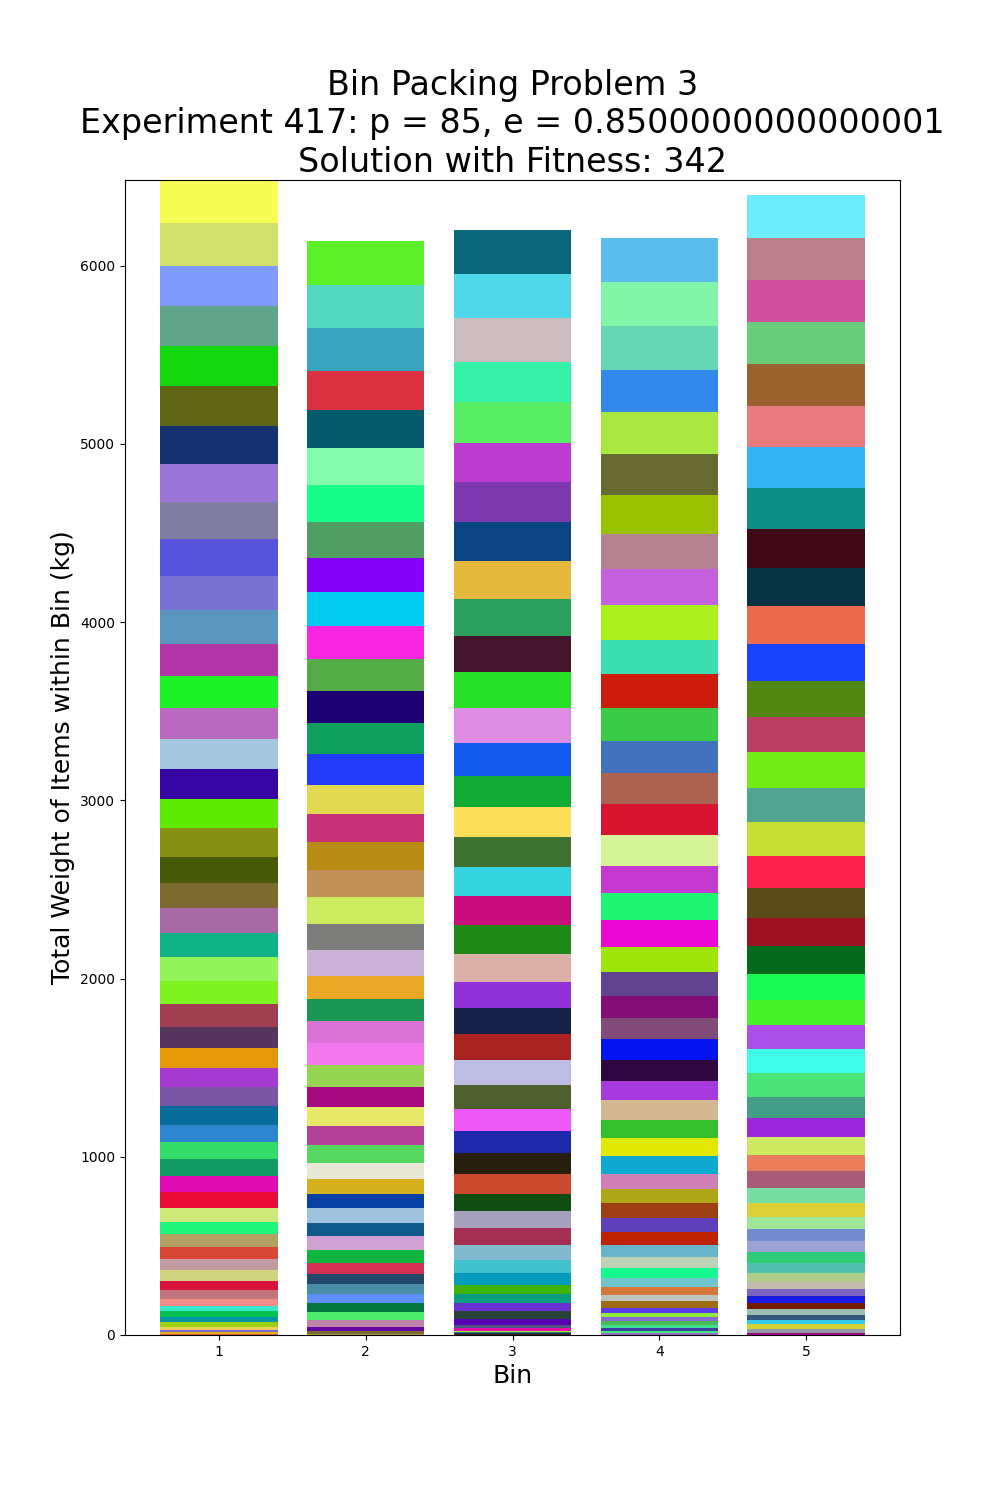 Bin Packing Problem 3
Experiment 417: p = 85, e = 0.8500000000000001
Solution with Fitness: 342
Total Weight of Items within Bin (kg)
6000
5000
4000
3000
2000
1000
0
1 2 3 4 5
Bin